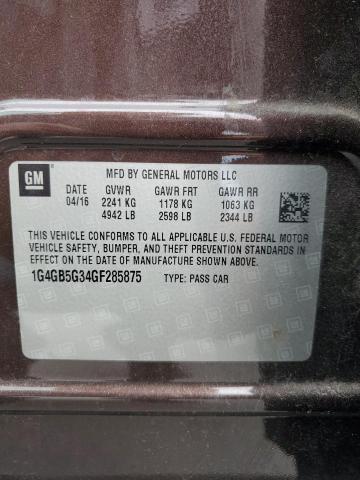 GM
MFD BY GENERAL MOTORS LLC
DATE GVWR GAWR FRT GAWR RR
04/16 2241 KG 1178 KG 1063 KG
4942 LB 2598 LB 2344 LB
THIS VEHICLE CONFORMS TO ALL APPLICABLE U.S. FEDERAL MOTOR
VEHICLE SAFETY, BUMPER, AND THEFT PREVENTION STANDARDS
IN EFFECT ON THE DATE OF MANUFACTURE SHOWN ABOVE.
1G4GB5G34GF285875 TYPE: PASS CAR